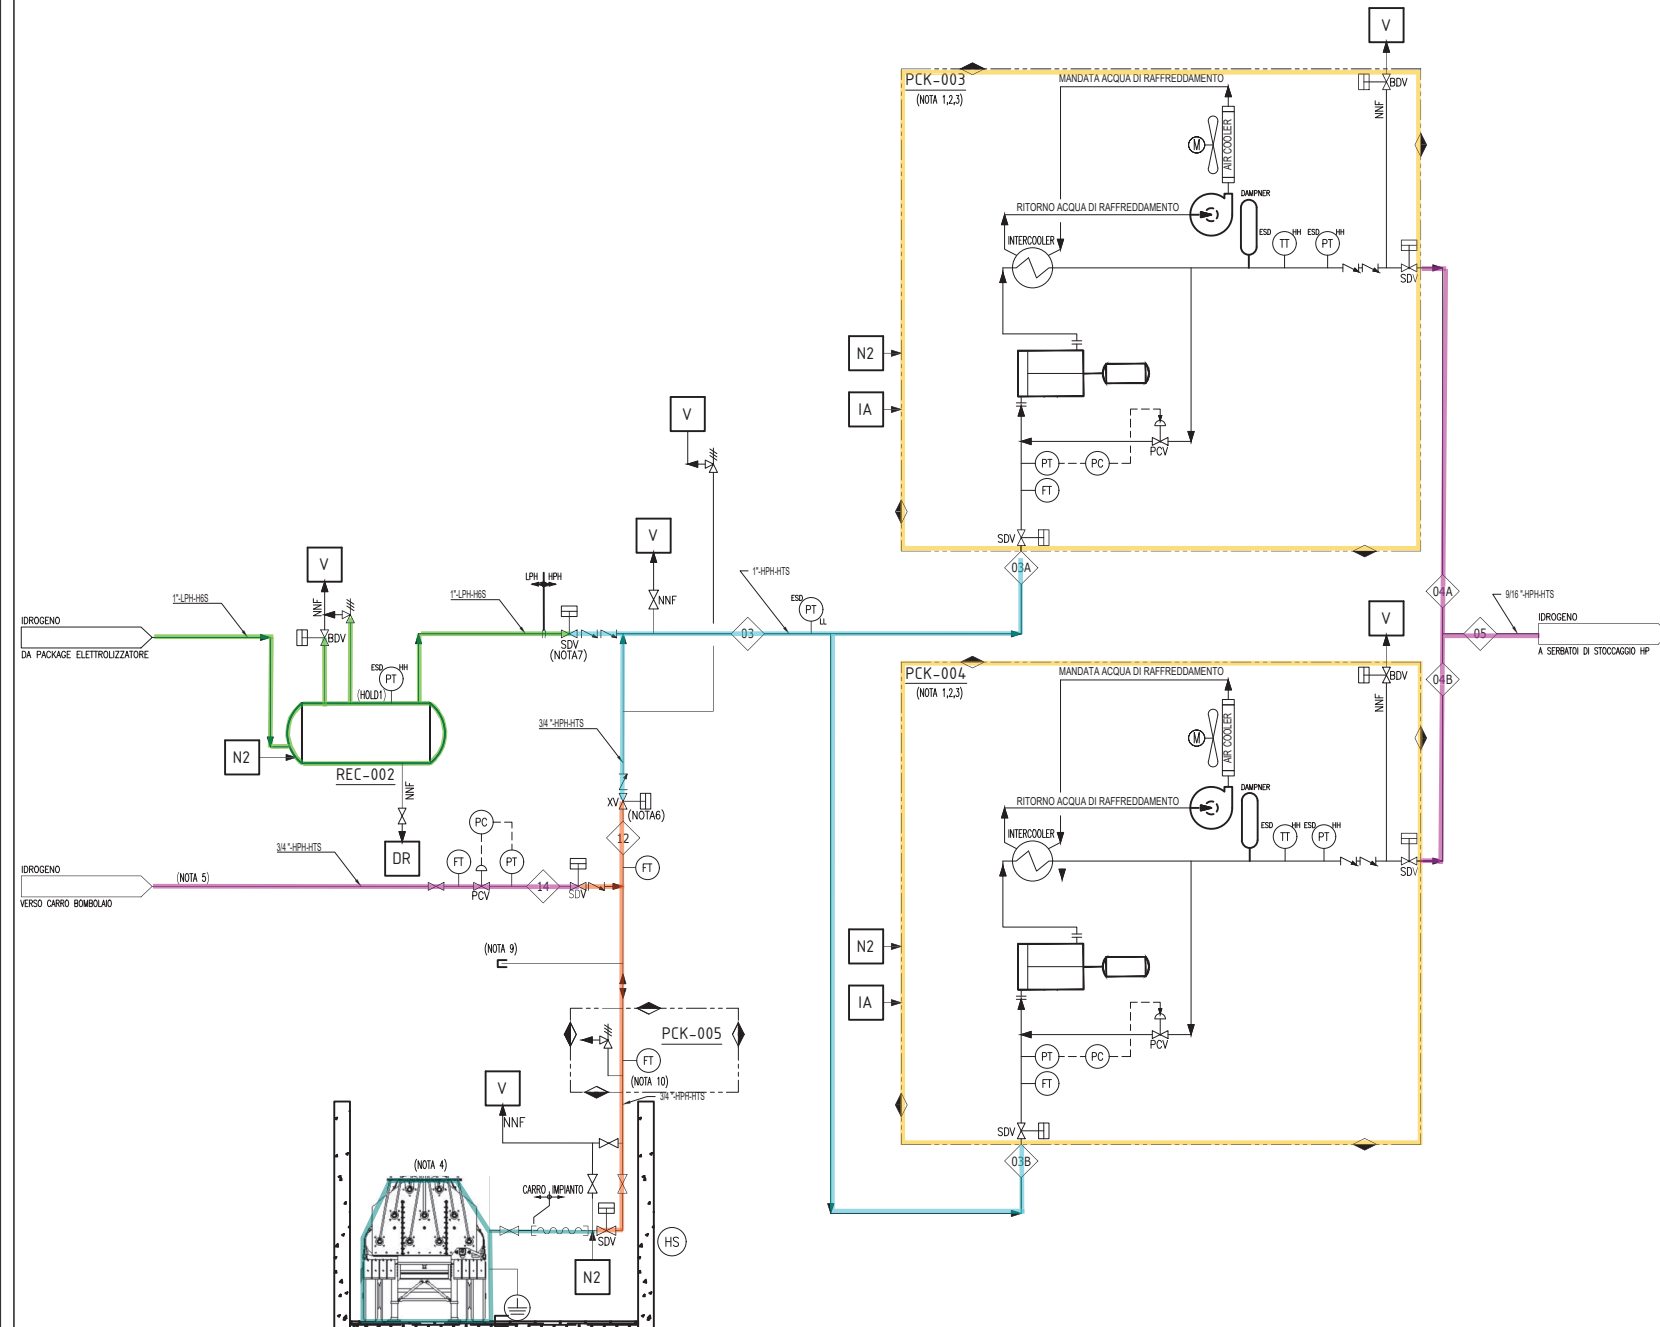 V
PCK-003
(NOTA 1,2,3)
MANDATA ACQUA DI RAFFREDDAMENTO
BDV
NNF
M
AIR COOLER
DAMPNER
RITORNO ACQUA DI RAFFREDDAMENTO
INTERCOOLER
ESD
TT
HH
ESD
PT
HH
SDV
N2
IA
PCV
PT
PC
FT
SDV
03A
V
V
V
NNF
BDV
1"-LPH-H6S
IDROGENO
DA PACKAGE ELETTROLIZZATORE
ESD
PT
HH
(HOLD1)
N2
REC-002
NNF
DR
1"-LPH-H6S
LPH
HPH
SDV
(NOTA7)
NNF
03
1"-HPH-HTS
ESD
PT
LL
3/4 "-HPH-HTS
XV
(NOTA6)
12
FT
IDROGENO
VERSO CARRO BOMBOLAIO
(NOTA 5)
3/4 "-HPH-HTS
FT
PC
PCV
PT
14
SDV
(NOTA 9)
PCK-005
FT
(NOTA 10)
3/4 "-HPH-HTS
V
NNF
(NOTA 4)
CARRO
IMPIANTO
SDV
N2
HS
04A
04B
05
9/16 "-HPH-HTS
IDROGENO
A SERBATOI DI STOCCAGGIO HP
V
PCK-004
(NOTA 1,2,3)
MANDATA ACQUA DI RAFFREDDAMENTO
BDV
NNF
M
AIR COOLER
DAMPNER
RITORNO ACQUA DI RAFFREDDAMENTO
INTERCOOLER
ESD
TT
HH
ESD
PT
HH
SDV
N2
IA
PCV
PT
PC
FT
SDV
03B